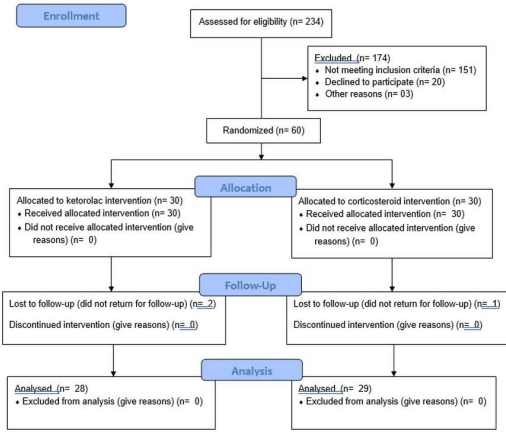 Enrollment
Assessed for eligibility (n= 234)
Excluded (n= 174)
♦ Not meeting inclusion criteria (n= 151)
♦ Declined to participate (n= 20)
♦ Other reasons (n= 03)
Randomized (n= 60)
Allocation
Allocated to ketorolac intervention (n= 30)
♦ Received allocated intervention (n= 30)
♦ Did not receive allocated intervention (give
reasons) (n= 0)
Allocated to corticosteroid intervention (n= 30)
♦ Received allocated intervention (n= 30)
♦ Did not receive allocated intervention (give
reasons) (n= 0)
Follow-Up
Lost to follow-up (did not return for follow-up) (n= 2)
Discontinued intervention (give reasons) (n= 0)
Lost to follow-up (did not return for follow-up) (n= 1)
Discontinued intervention (give reasons) (n= 0)
Analysis
Analysed (n= 28)
♦ Excluded from analysis (give reasons) (n= 0)
Analysed (n= 29)
♦ Excluded from analysis (give reasons) (n= 0)